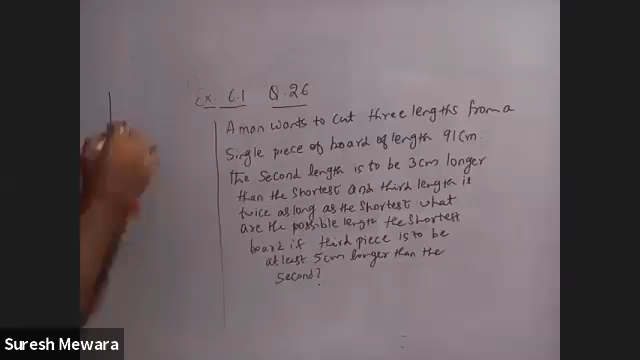 Ex. 6.1 Q.26
A man wants to cut three lengths from a
Single piece of board of length 91cm.
The Second length is to be 3cm longer
than the shortest and third length is
twice as long as the shortest what
are the possible length the shortest
board if third piece is to be
atleast 5cm longer than the
second?
Suresh Mewara